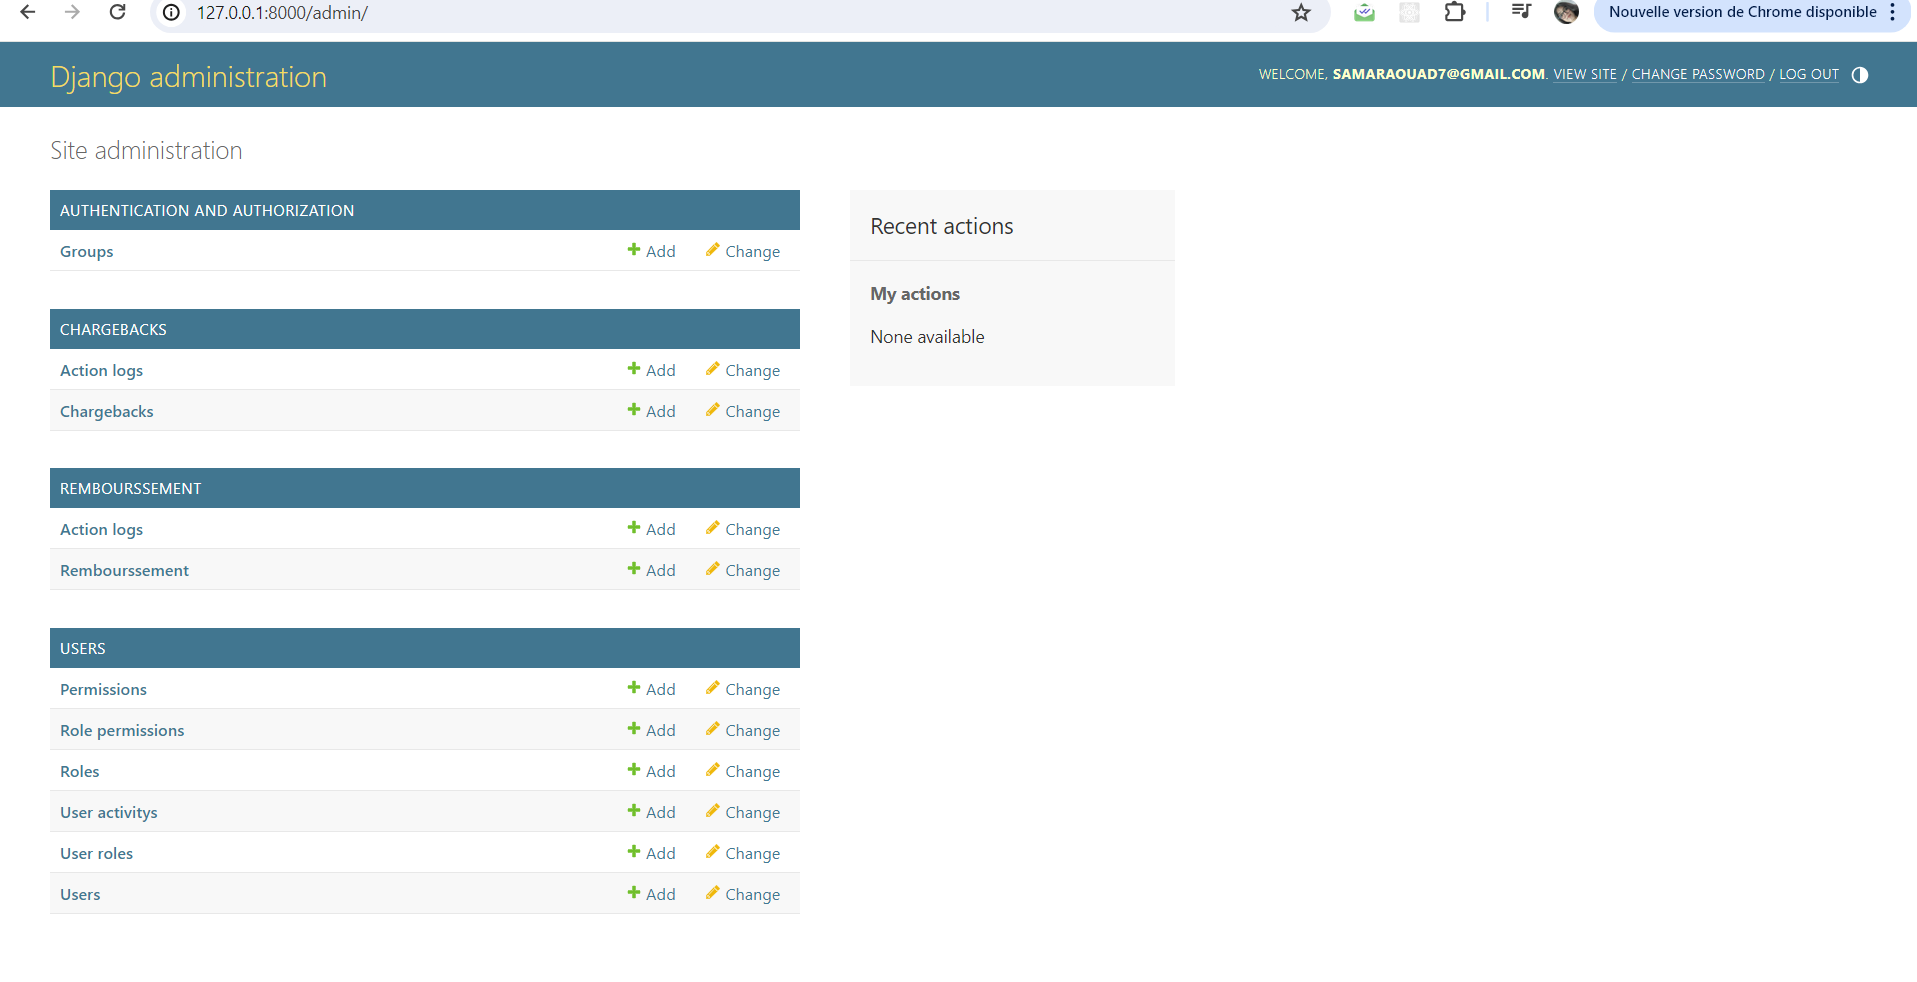 127.0.0.1:8000/admin/
Nouvelle version de Chrome disponible
Django administration
WELCOME, SAMARAOUAD7@GMAIL.COM. VIEW SITE / CHANGE PASSWORD / LOG OUT
Site administration
AUTHENTICATION AND AUTHORIZATION
Groups Add Change
CHARGEBACKS
Action logs Add Change
Chargebacks Add Change
REMBOURSSEMENT
Action logs Add Change
Remboursssement Add Change
USERS
Permissions Add Change
Role permissions Add Change
Roles Add Change
User activitys Add Change
User roles Add Change
Users Add Change
Recent actions
My actions
None available